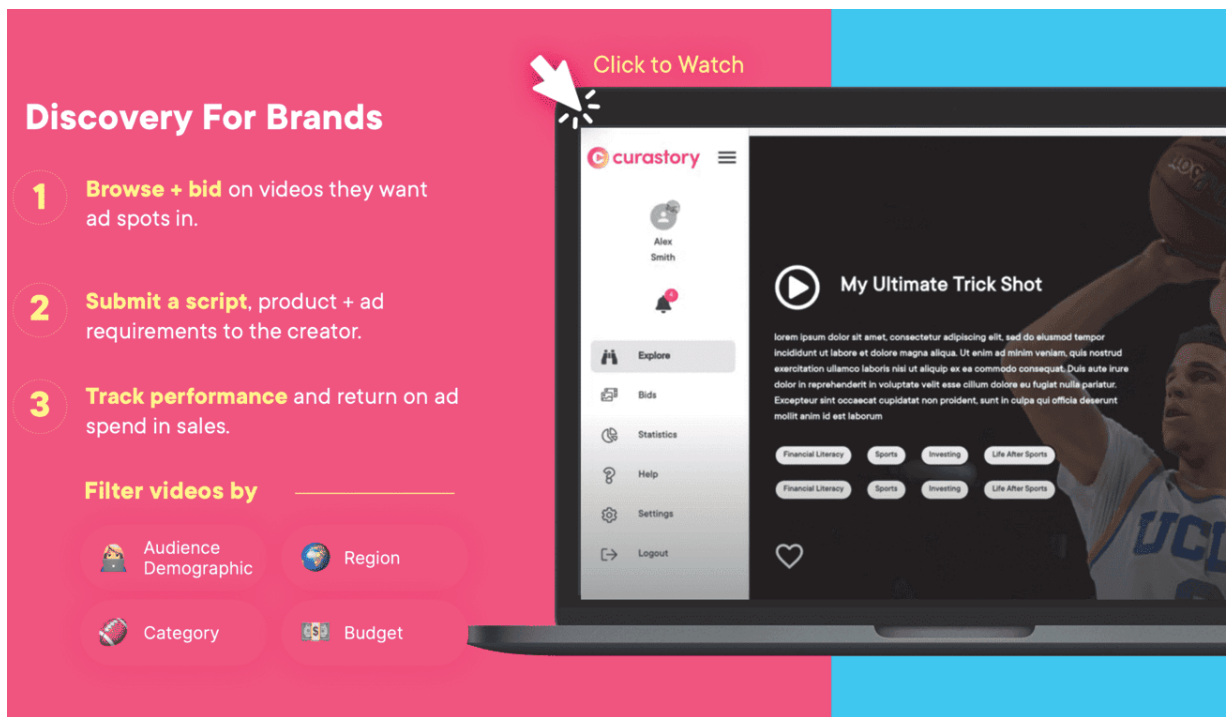 Click to Watch
Discovery For Brands
1
Browse + bid on videos they want
ad spots in.
2
Submit a script, product + ad
requirements to the creator.
3
Track performance and return on ad
spend in sales.
Filter videos by
Audience
Demographic
Region
Category
Budget
curastory
Alex
Smith
Explore
Bids
Statistics
Help
Settings
Logout
My Ultimate Trick Shot
lorem ipsum dolor sit amet, consectetur adipiscing elit, sed do eiusmod tempor
incididunt ut labore et dolore magna aliqua. Ut enim ad minim veniam, quis nostrud
exercitation ullamco laboris nisi ut aliquip ex ea commodo consequat. Duis aute irure
dolor in reprehenderit in voluptate velit esse cillum dolore eu fugiat nulla pariatur.
Excepteur sint occaecat cupidatat non proident, sunt in culpa qui officia deserunt
mollit anim id est laborum
Financial Literacy Sports Investing Life After Sports
Financial Literacy Sports Investing Life After Sports
UCL